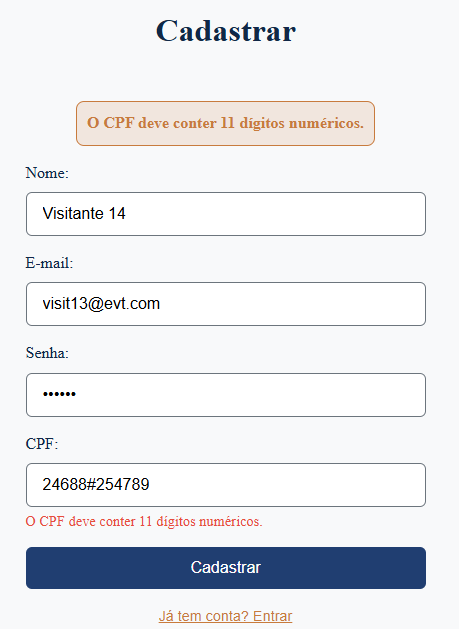 Cadastrar
O CPF deve conter 11 dígitos numéricos.
Nome:
Visitante 14
E-mail:
visit13@evt.com
Senha:
••••••
CPF:
24688#254789
O CPF deve conter 11 dígitos numéricos.
Cadastrar
Já tem conta? Entrar